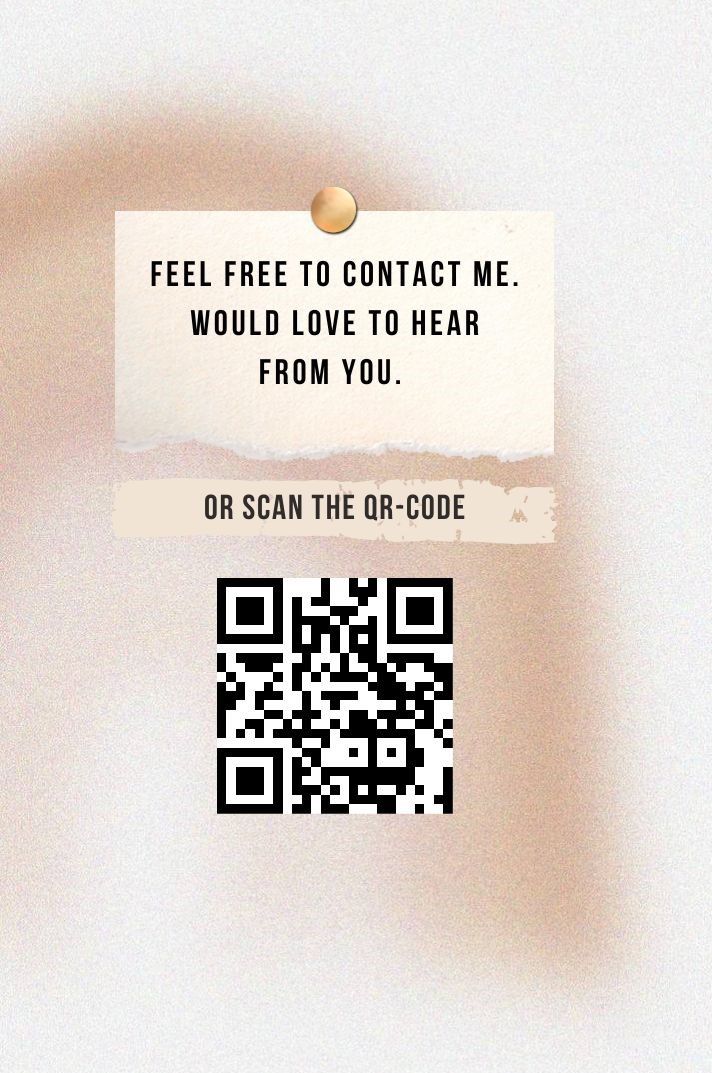 FEEL FREE TO CONTACT ME.
WOULD LOVE TO HEAR
FROM YOU.
OR SCAN THE QR-CODE